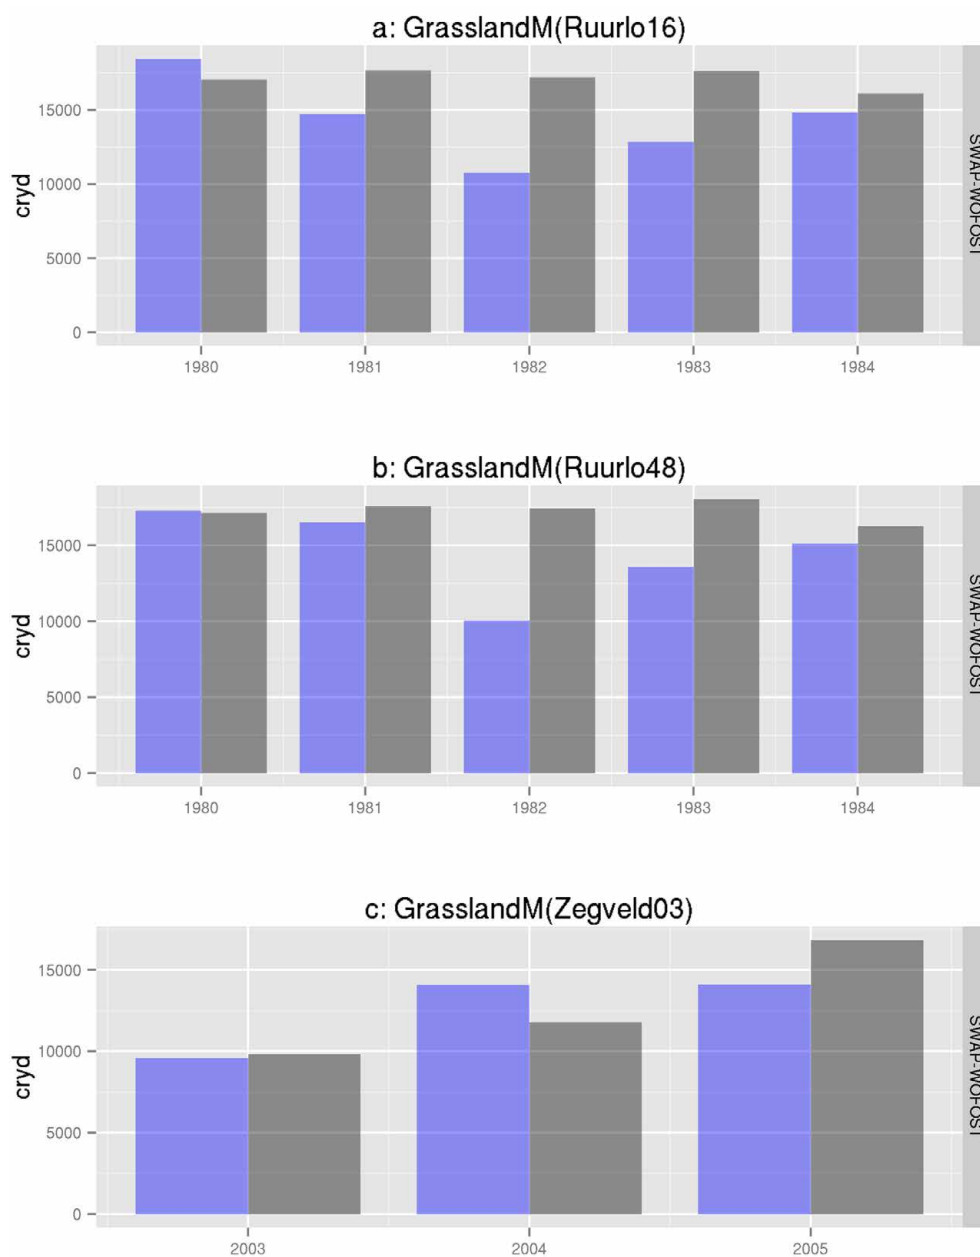 a: GrasslandM(Ruurlo16)
15000
10000
5000
0
cryd
SWAP-WOFOST
1980 1981 1982 1983 1984
b: GrasslandM(Ruurlo48)
15000
10000
5000
0
cryd
SWAP-WOFOST
1980 1981 1982 1983 1984
c: GrasslandM(Zegveld03)
15000
10000
5000
0
cryd
SWAP-WOFOST
2003 2004 2005